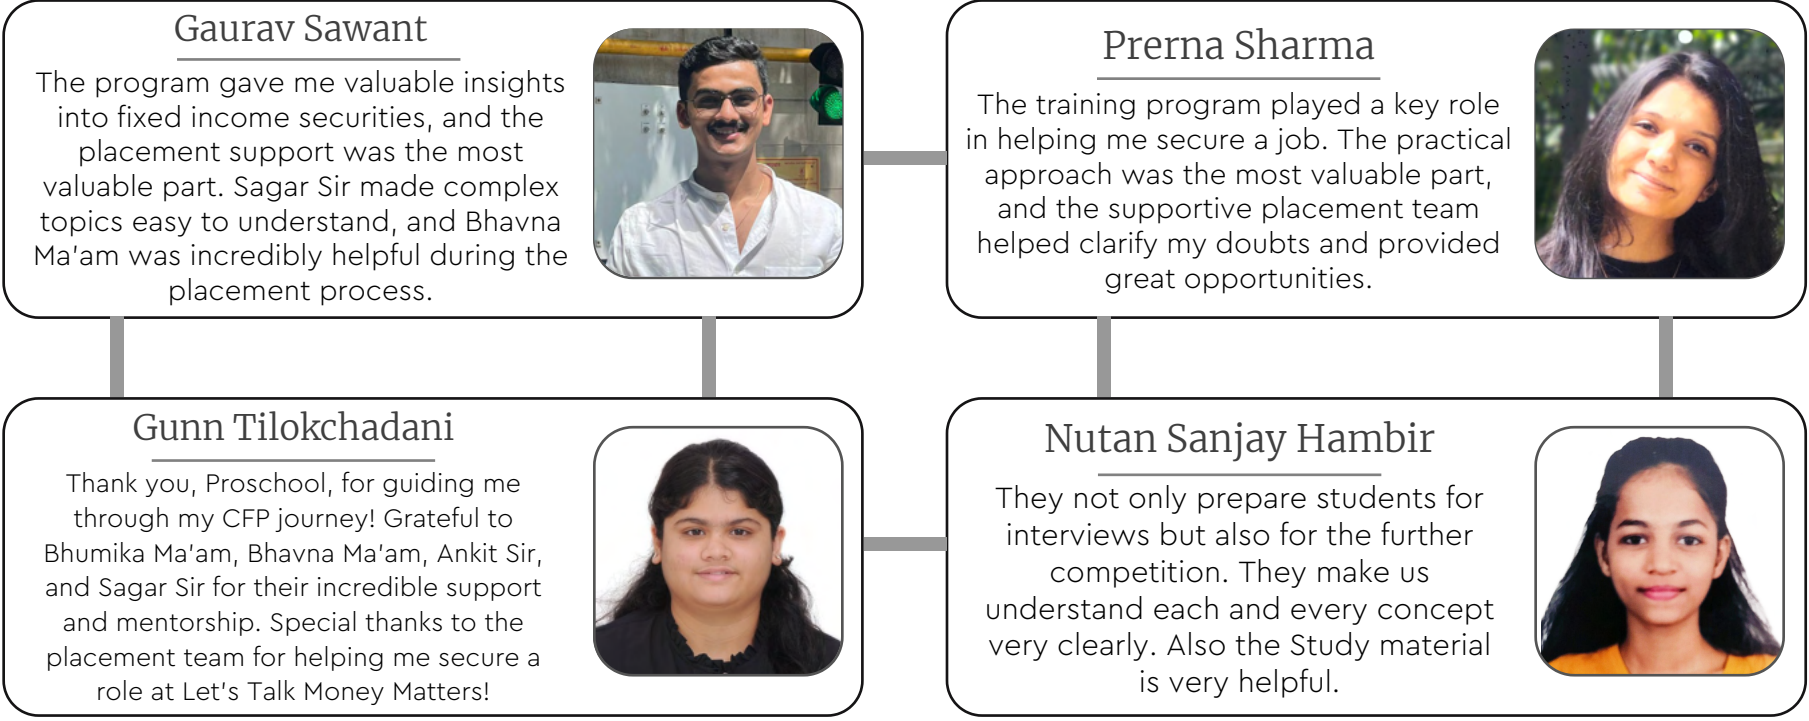 Gaurav Sawant
The program gave me valuable insights
into fixed income securities, and the
placement support was the most
valuable part. Sagar Sir made complex
topics easy to understand, and Bhavna
Ma'am was incredibly helpful during the
placement process.
Prerna Sharma
The training program played a key role
in helping me secure a job. The practical
approach was the most valuable part,
and the supportive placement team
helped clarify my doubts and provided
great opportunities.
Gunn Tilokchadani
Thank you, Proschool, for guiding me
through my CFP journey! Grateful to
Bhumika Ma'am, Bhavna Ma'am, Ankit Sir,
and Sagar Sir for their incredible support
and mentorship. Special thanks to the
placement team for helping me secure a
role at Let's Talk Money Matters!
Nutan Sanjay Hambir
They not only prepare students for
interviews but also for the further
competition. They make us
understand each and every concept
very clearly. Also the Study material
is very helpful.